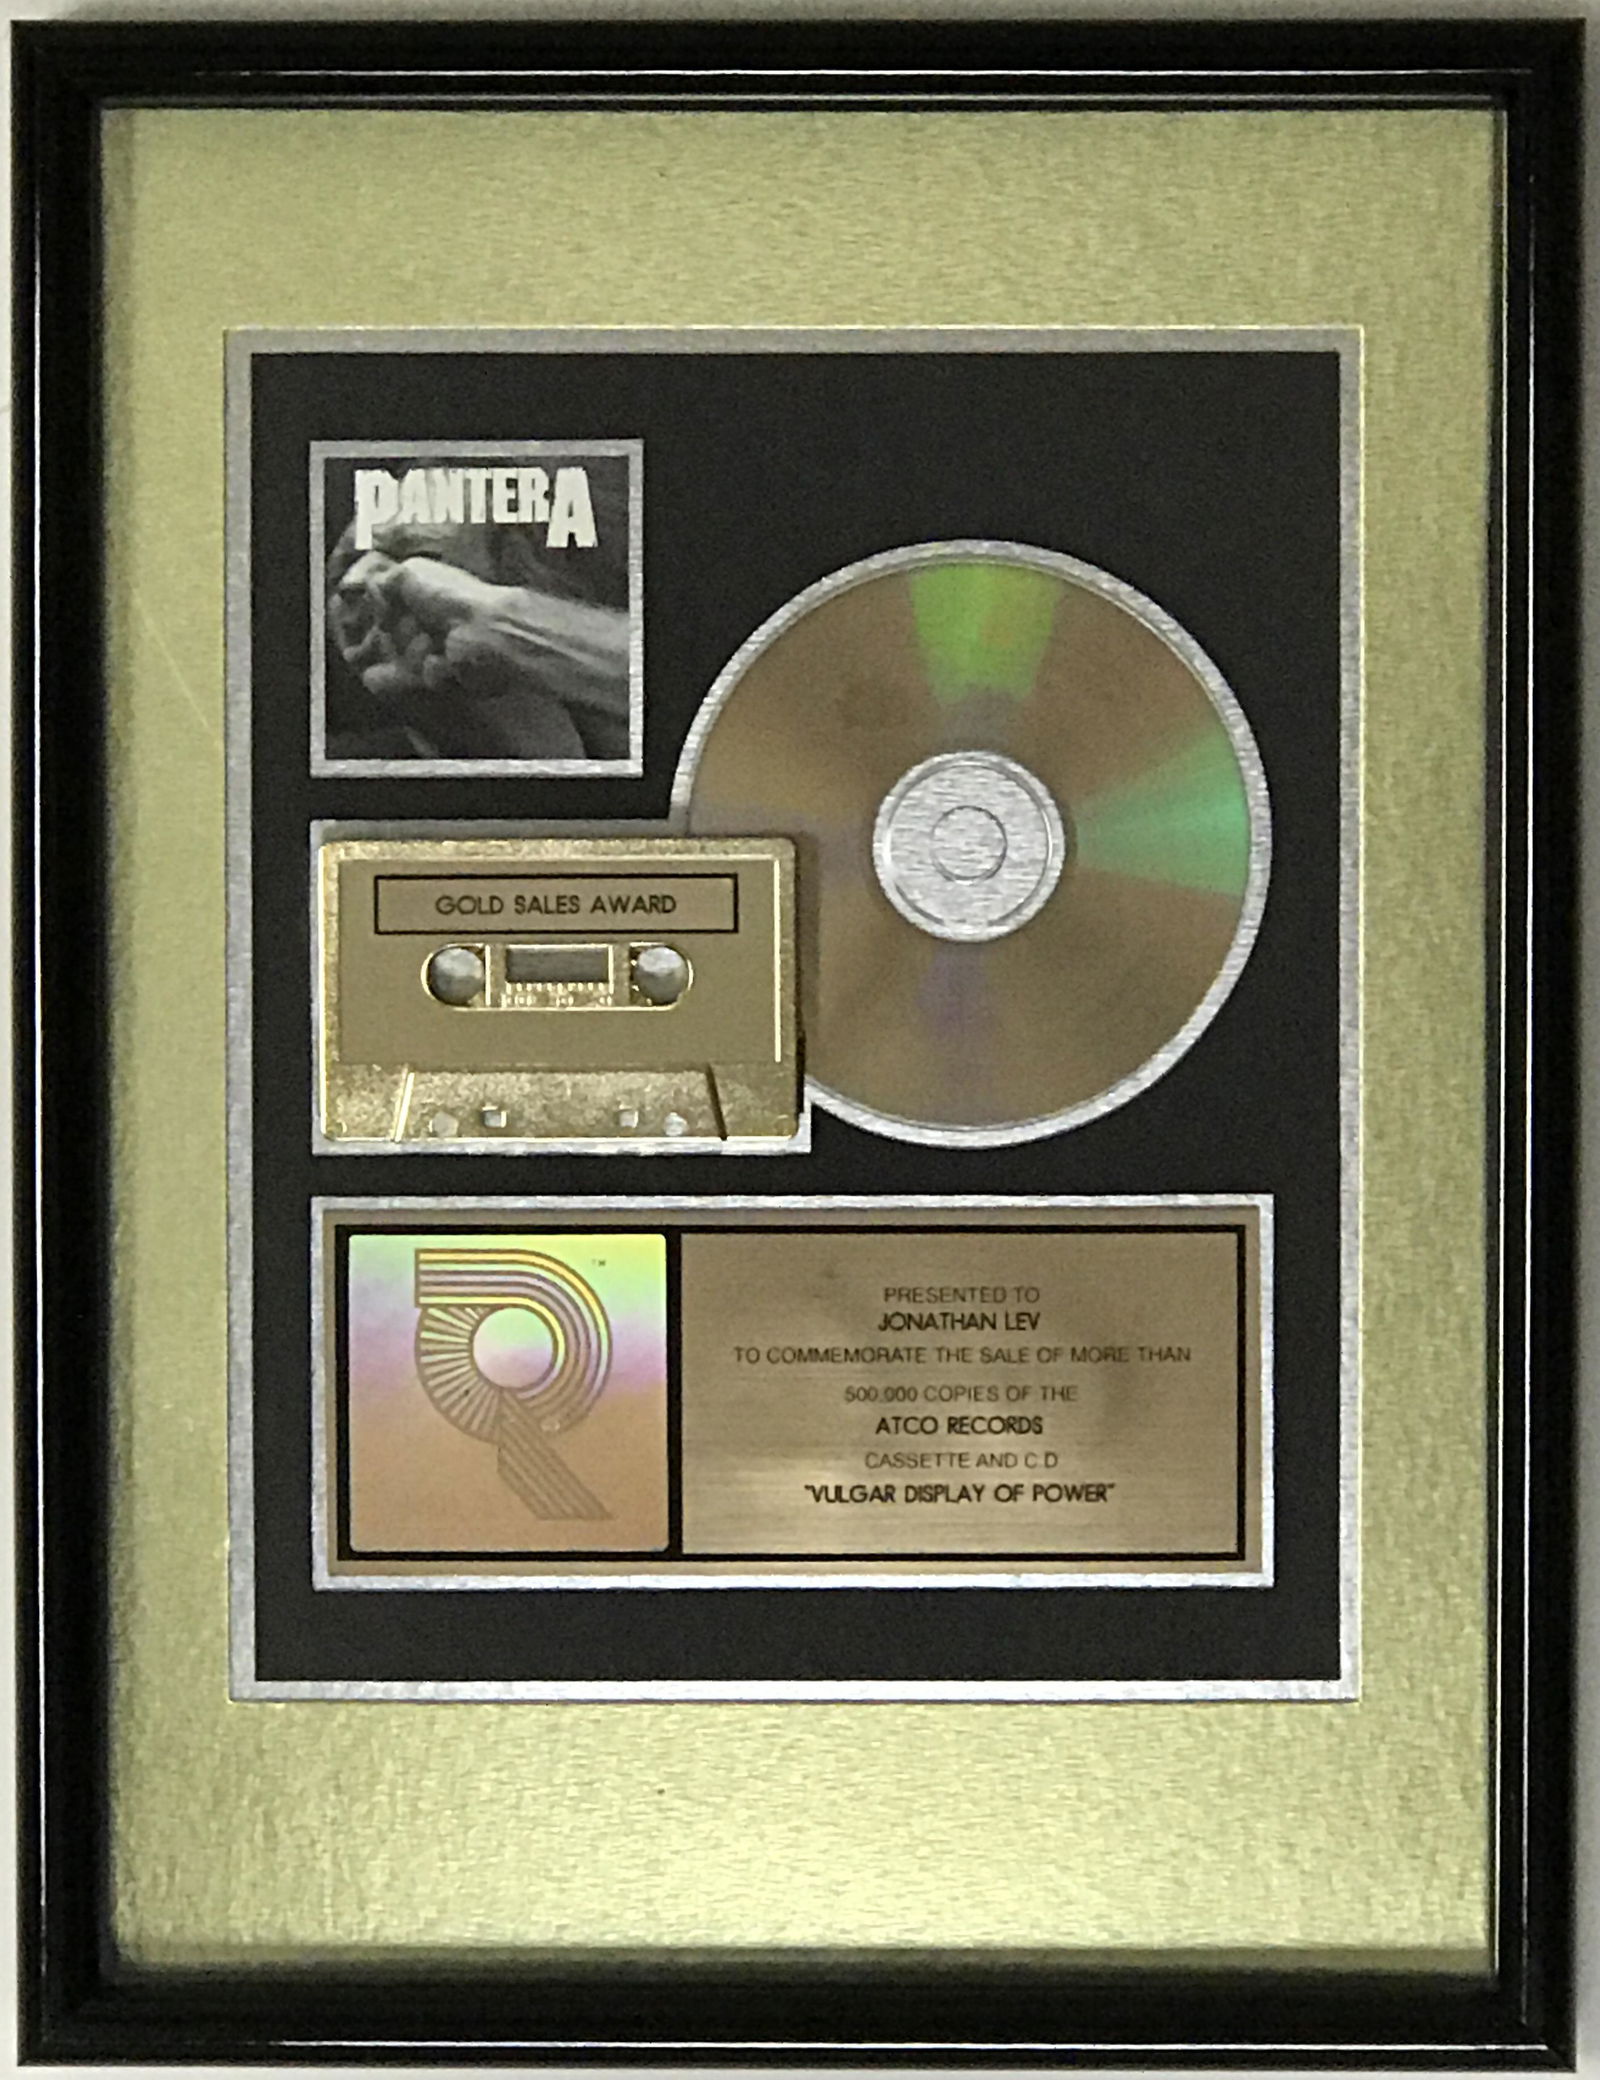 PANTERA
GOLD SALES AWARD
TM
PRESENTED TO
JONATHAN LEV
TO COMMEMORATE THE SALE OF MORE THAN
500,000 COPIES OF THE
ATCO RECORDS
CASSETTE AND C.D
"VULGAR DISPLAY OF POWER"